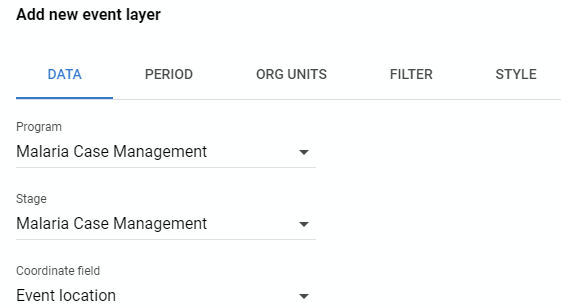 Add new event layer
DATA PERIOD ORG UNITS FILTER STYLE
Program
Malaria Case Management
Stage
Malaria Case Management
Coordinate field
Event location